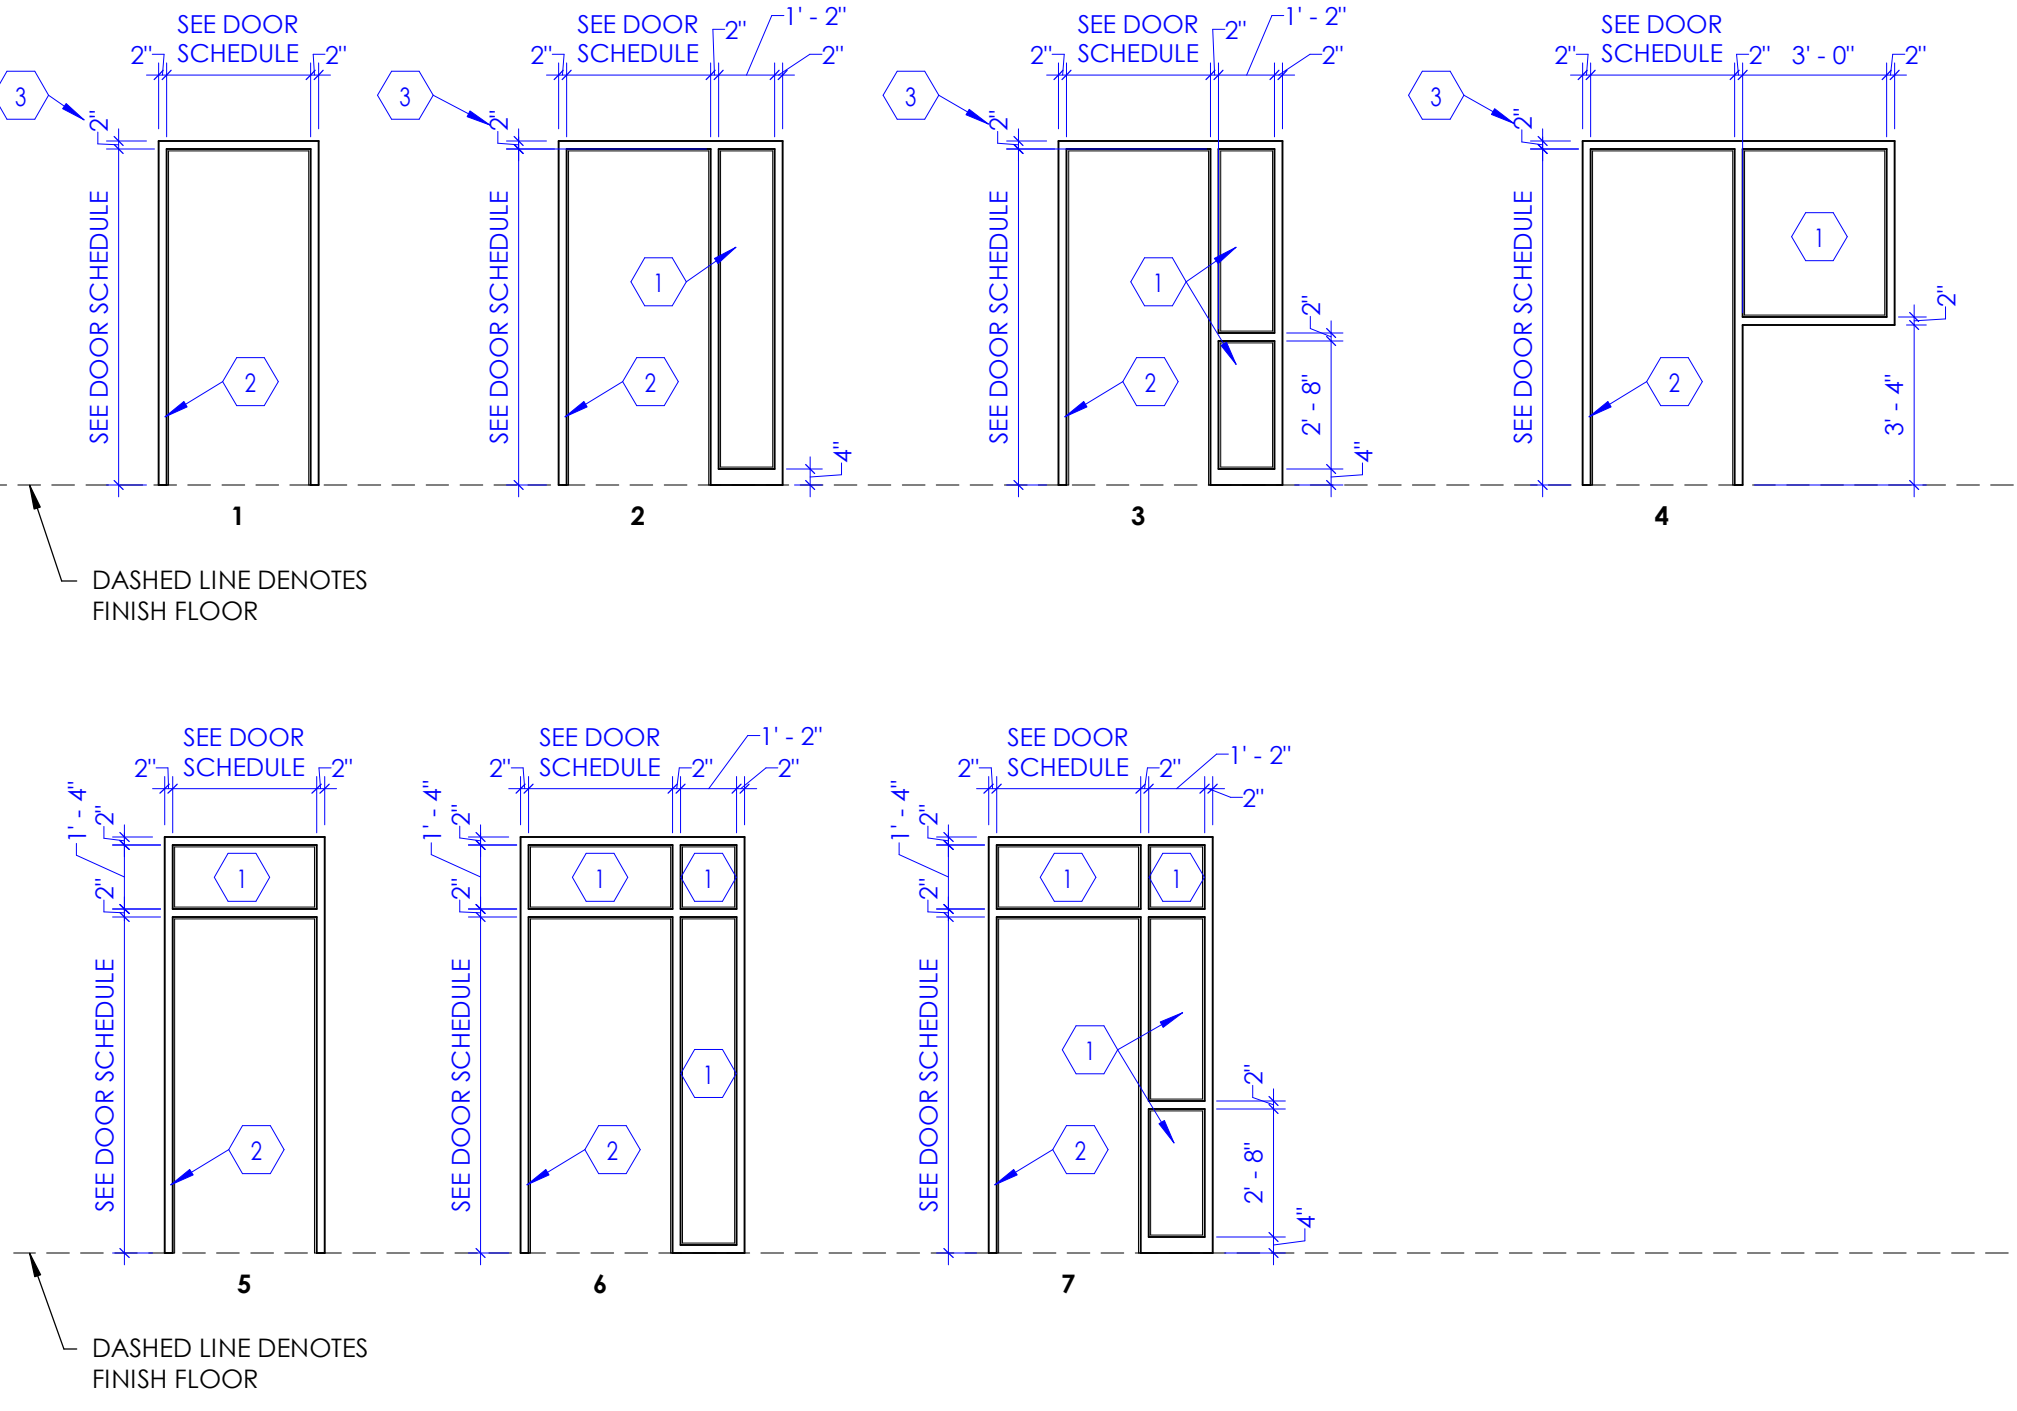 SEE DOOR
SCHEDULE
2"
2"
3
2"
SEE DOOR SCHEDULE
2
1
SEE DOOR
SCHEDULE
2"
2"
1' - 2"
2"
3
2"
SEE DOOR SCHEDULE
1
2
4"
2
SEE DOOR
SCHEDULE
2"
2"
1' - 2"
2"
3
2"
SEE DOOR SCHEDULE
1
2
2"
2' - 8"
4"
3
SEE DOOR
SCHEDULE
2"
2"
3' - 0"
2"
3
2"
SEE DOOR SCHEDULE
1
2
2"
3' - 4"
4
DASHED LINE DENOTES
FINISH FLOOR
SEE DOOR
SCHEDULE
2"
2"
1' - 4"
2"
2"
SEE DOOR SCHEDULE
1
2
5
SEE DOOR
SCHEDULE
2"
2"
1' - 2"
2"
1' - 4"
2"
2"
SEE DOOR SCHEDULE
1
1
1
2
6
SEE DOOR
SCHEDULE
2"
2"
1' - 2"
2"
1' - 4"
2"
2"
SEE DOOR SCHEDULE
1
1
1
2
2"
2' - 8"
4"
7
DASHED LINE DENOTES
FINISH FLOOR